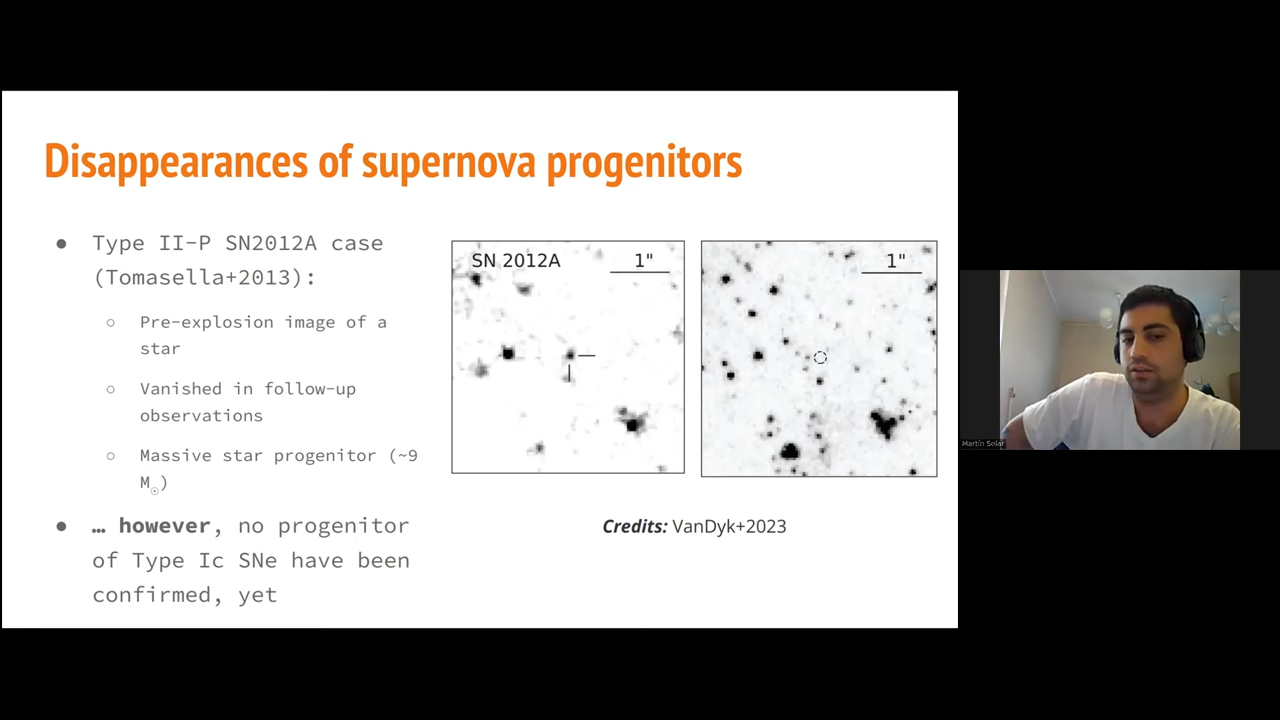 Disappearances of supernova progenitors
● Type II-P SN2012A case
(Tomasella+2013):
○ Pre-explosion image of a
star
○ Vanished in follow-up
observations
○ Massive star progenitor (~9
M☉)
● … however, no progenitor
of Type Ic SNe have been
confirmed, yet
SN 2012A
1"
1"
Credits: VanDyk+2023
Martin Solar